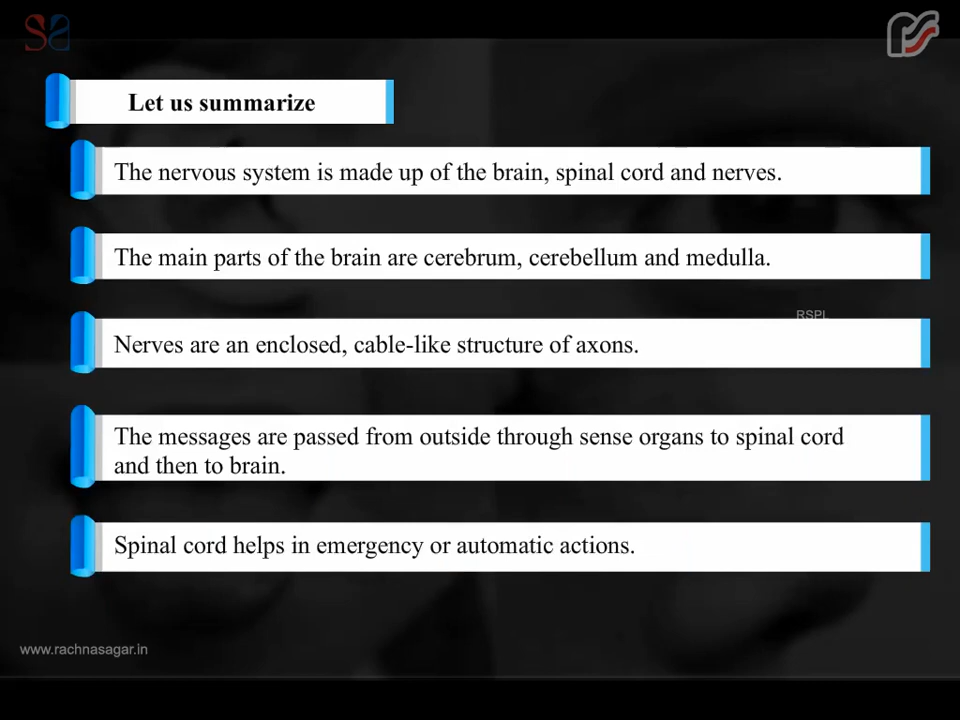 Let us summarize
The nervous system is made up of the brain, spinal cord and nerves.
The main parts of the brain are cerebrum, cerebellum and medulla.
RSPL
Nerves are an enclosed, cable-like structure of axons.
The messages are passed from outside through sense organs to spinal cord
and then to brain.
Spinal cord helps in emergency or automatic actions.
www.rachnasagar.in